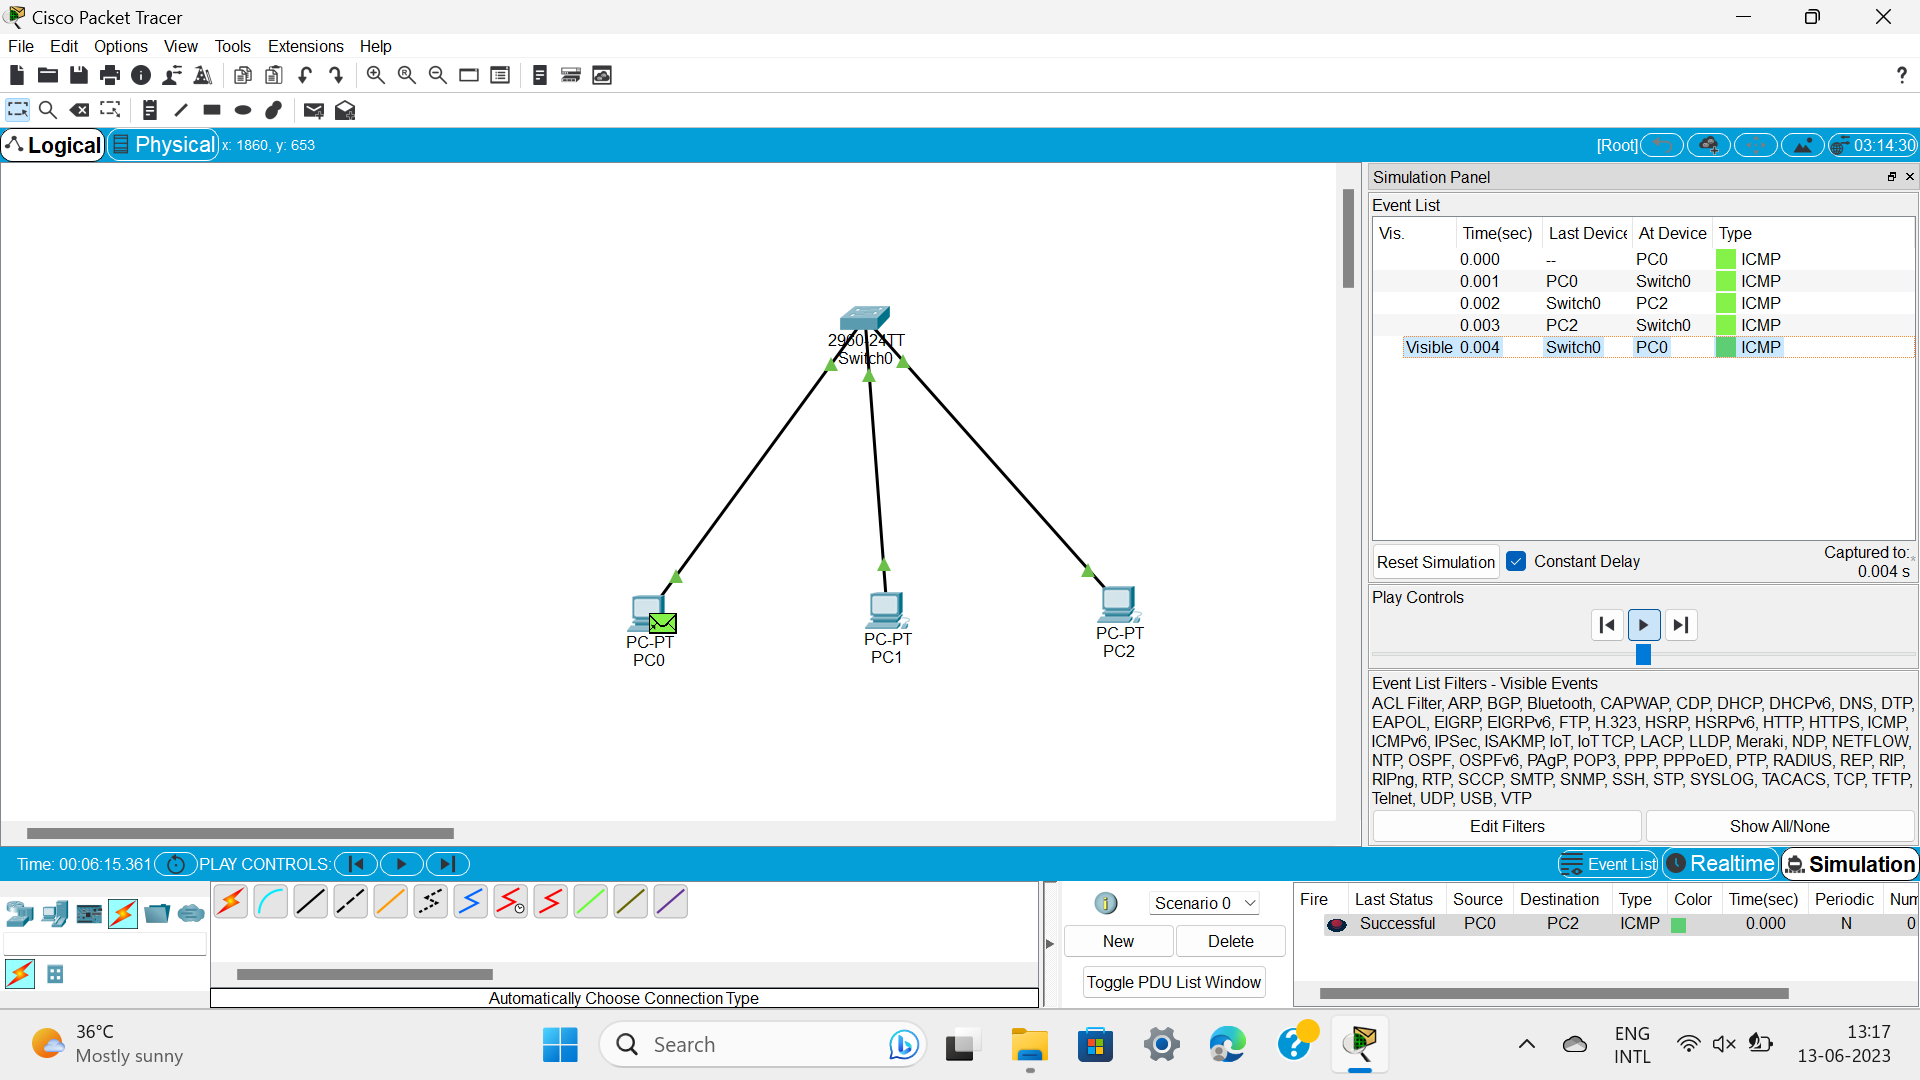 Cisco Packet Tracer
File Edit Options View Tools Extensions Help
?
Logical Physical x: 1860, y: 653 [Root] 03:14:30
Simulation Panel
Event List
Vis. Time(sec) Last Device At Device Type
0.000 -- PC0 ICMP
0.001 PC0 Switch0 ICMP
0.002 Switch0 PC2 ICMP
0.003 PC2 Switch0 ICMP
Visible 0.004 Switch0 PC0 ICMP
2960-24TT
Switch0
PC-PT
PC0
PC-PT
PC1
PC-PT
PC2
Reset Simulation Constant Delay Captured to:
0.004 s
Play Controls
Event List Filters - Visible Events
ACL Filter, ARP, BGP, Bluetooth, CAPWAP, CDP, DHCP, DHCPv6, DNS, DTP,
EAPOL, EIGRP, EIGRPv6, FTP, H.323, HSRP, HSRPv6, HTTP, HTTPS, ICMP,
ICMPv6, IPSec, ISAKMP, IoT, IoT TCP, LACP, LLDP, Meraki, NDP, NETFLOW,
NTP, OSPF, OSPFv6, PAgP, POP3, PPP, PPPoED, PTP, RADIUS, REP, RIP,
RIPng, RTP, SCCP, SMTP, SNMP, SSH, STP, SYSLOG, TACACS, TCP, TFTP,
Telnet, UDP, USB, VTP
Edit Filters Show All/None
Time: 00:06:15.361 PLAY CONTROLS: Event List Realtime Simulation
Scenario 0
New Delete
Toggle PDU List Window
Fire Last Status Source Destination Type Color Time(sec) Periodic Num
Successful PC0 PC2 ICMP 0.000 N 0
Automatically Choose Connection Type
36°C
Mostly sunny
Search
ENG
INTL
13:17
13-06-2023